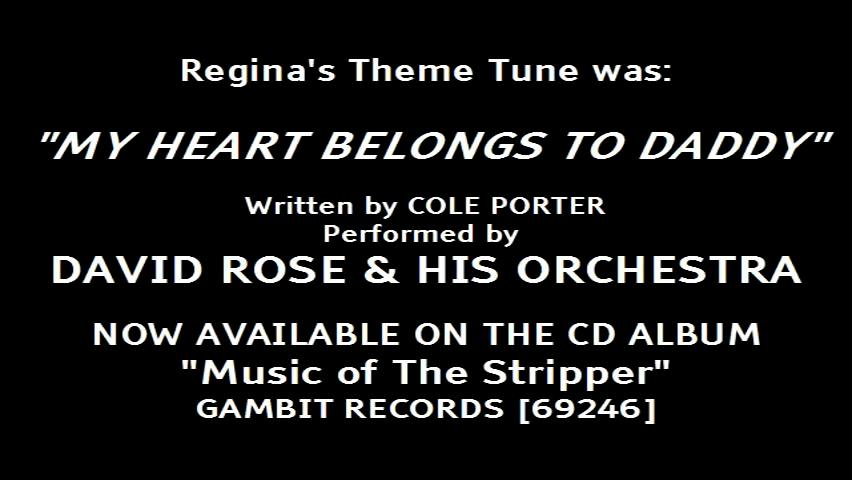 Regina's Theme Tune was:
"MY HEART BELONGS TO DADDY"
Written by COLE PORTER
Performed by
DAVID ROSE & HIS ORCHESTRA
NOW AVAILABLE ON THE CD ALBUM
"Music of The Stripper"
GAMBIT RECORDS [69246]